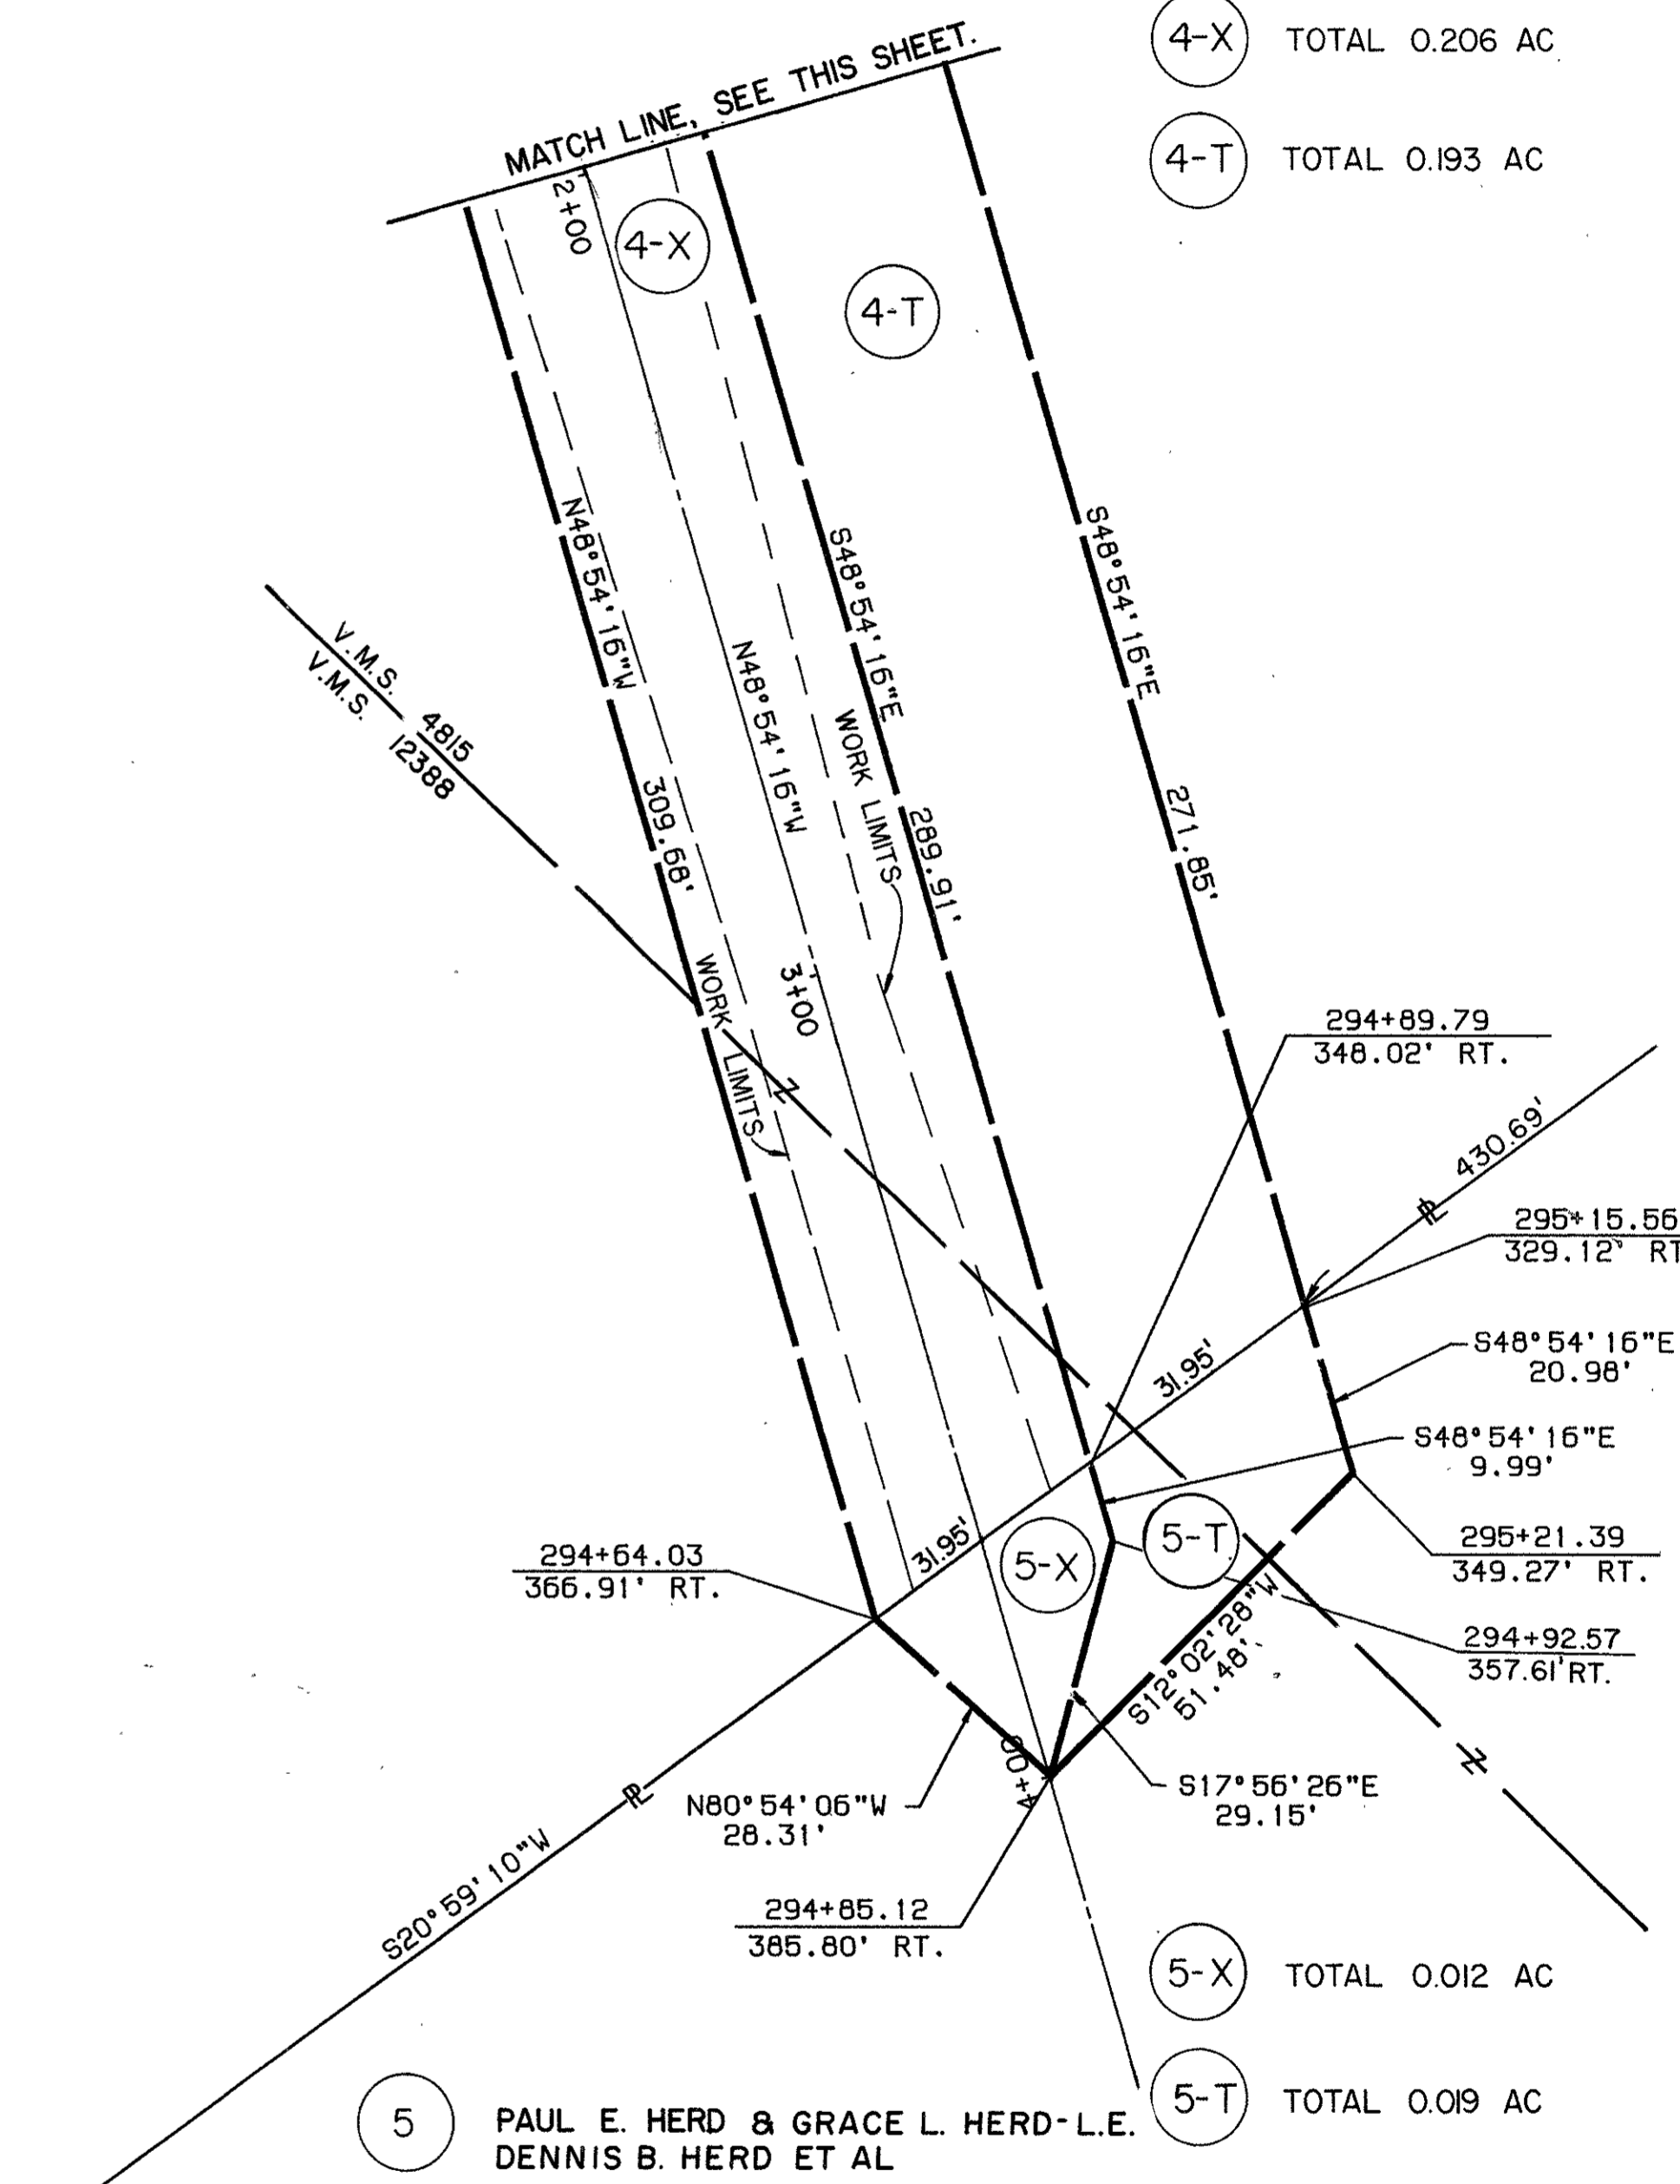 4-X TOTAL 0.206 AC
4-T TOTAL 0.193 AC
MATCH LINE, SEE THIS SHEET.
2+00
4-X
4-T
N48°54'16"W
309.68'
N48°54'16"W
S48°54'16"E
289.91'
S48°54'16"E
271.85'
V.M.S. 4815
V.M.S. 12388
WORK LIMITS
WORK LIMITS
3+00
294+89.79
348.02' RT.
430.69'
PL
295+15.56
329.12' RT
31.95'
S48°54'16"E
20.98'
S48°54'16"E
9.99'
31.95'
5-X
5-T
294+64.03
366.91' RT.
295+21.39
349.27' RT.
S12°02'28"W
51.48'
294+92.57
357.61' RT.
4+00
PL
N80°54'06"W
28.31'
S17°56'26"E
29.15'
S20°59'10"W
294+85.12
385.80' RT.
5-X TOTAL 0.012 AC
5-T TOTAL 0.019 AC
5 PAUL E. HERD & GRACE L. HERD-L.E.
DENNIS B. HERD ET AL